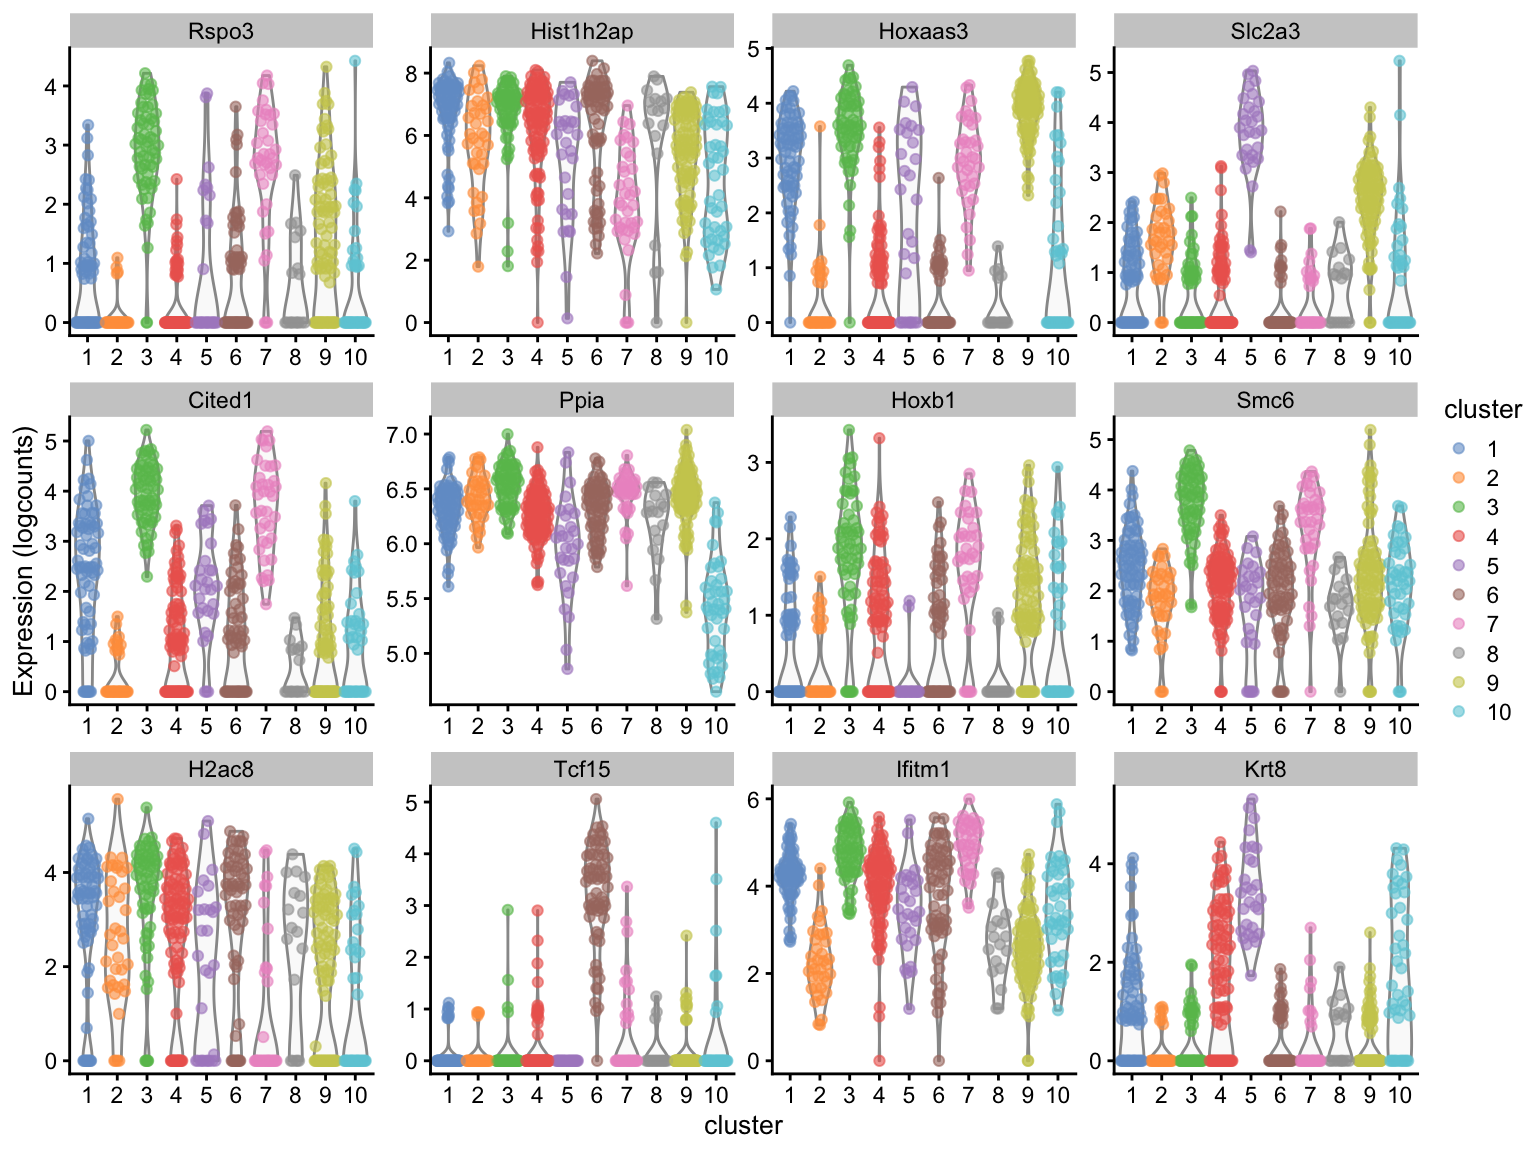 Rspo3 Hist1h2ap Hoxaas3 Slc2a3
4 3 2 1 0
8 6 4 2 0
5 4 3 2 1 0
5 4 3 2 1 0
1 2 3 4 5 6 7 8 9 10 1 2 3 4 5 6 7 8 9 10 1 2 3 4 5 6 7 8 9 10 1 2 3 4 5 6 7 8 9 10
Cited1 Ppia Hoxb1 Smc6
5 4 3 2 1 0
7.0 6.5 6.0 5.5 5.0
3 2 1 0
5 4 3 2 1 0
1 2 3 4 5 6 7 8 9 10 1 2 3 4 5 6 7 8 9 10 1 2 3 4 5 6 7 8 9 10 1 2 3 4 5 6 7 8 9 10
H2ac8 Tcf15 Ifitm1 Krt8
4 2 0
5 4 3 2 1 0
6 4 2 0
4 2 0
1 2 3 4 5 6 7 8 9 10 1 2 3 4 5 6 7 8 9 10 1 2 3 4 5 6 7 8 9 10 1 2 3 4 5 6 7 8 9 10
Expression (logcounts)
cluster
cluster
1
2
3
4
5
6
7
8
9
10